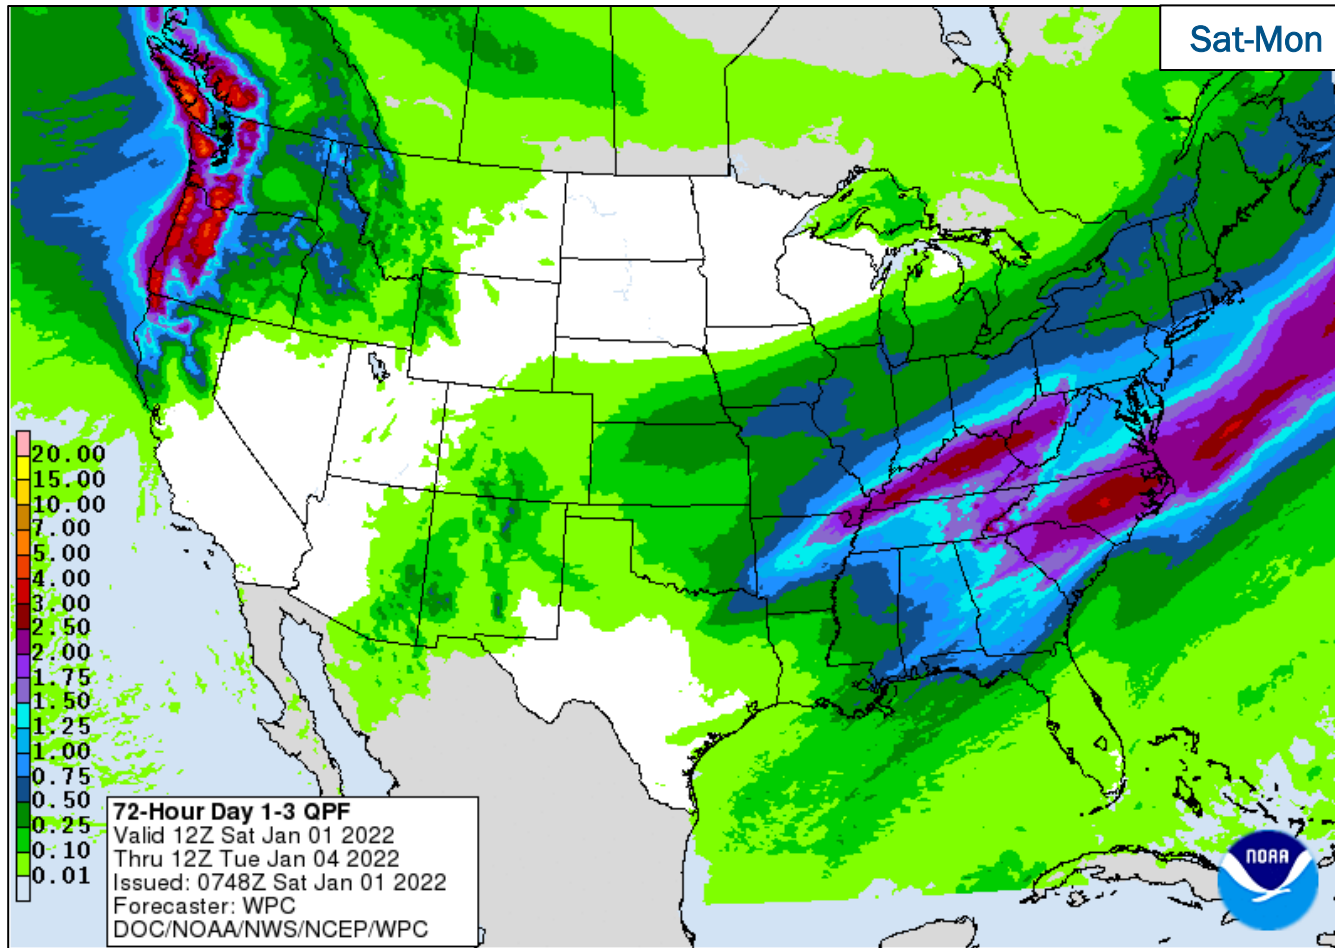 Sat-Mon
20.00
15.00
10.00
7.00
5.00
4.00
3.00
2.50
2.00
1.75
1.50
1.25
1.00
0.75
0.50
0.25
0.10
0.01
72-Hour Day 1-3 QPF
Valid 12Z Sat Jan 01 2022
Thru 12Z Tue Jan 04 2022
Issued: 0748Z Sat Jan 01 2022
Forecaster: WPC
DOC/NOAA/NWS/NCEP/WPC
NOAA